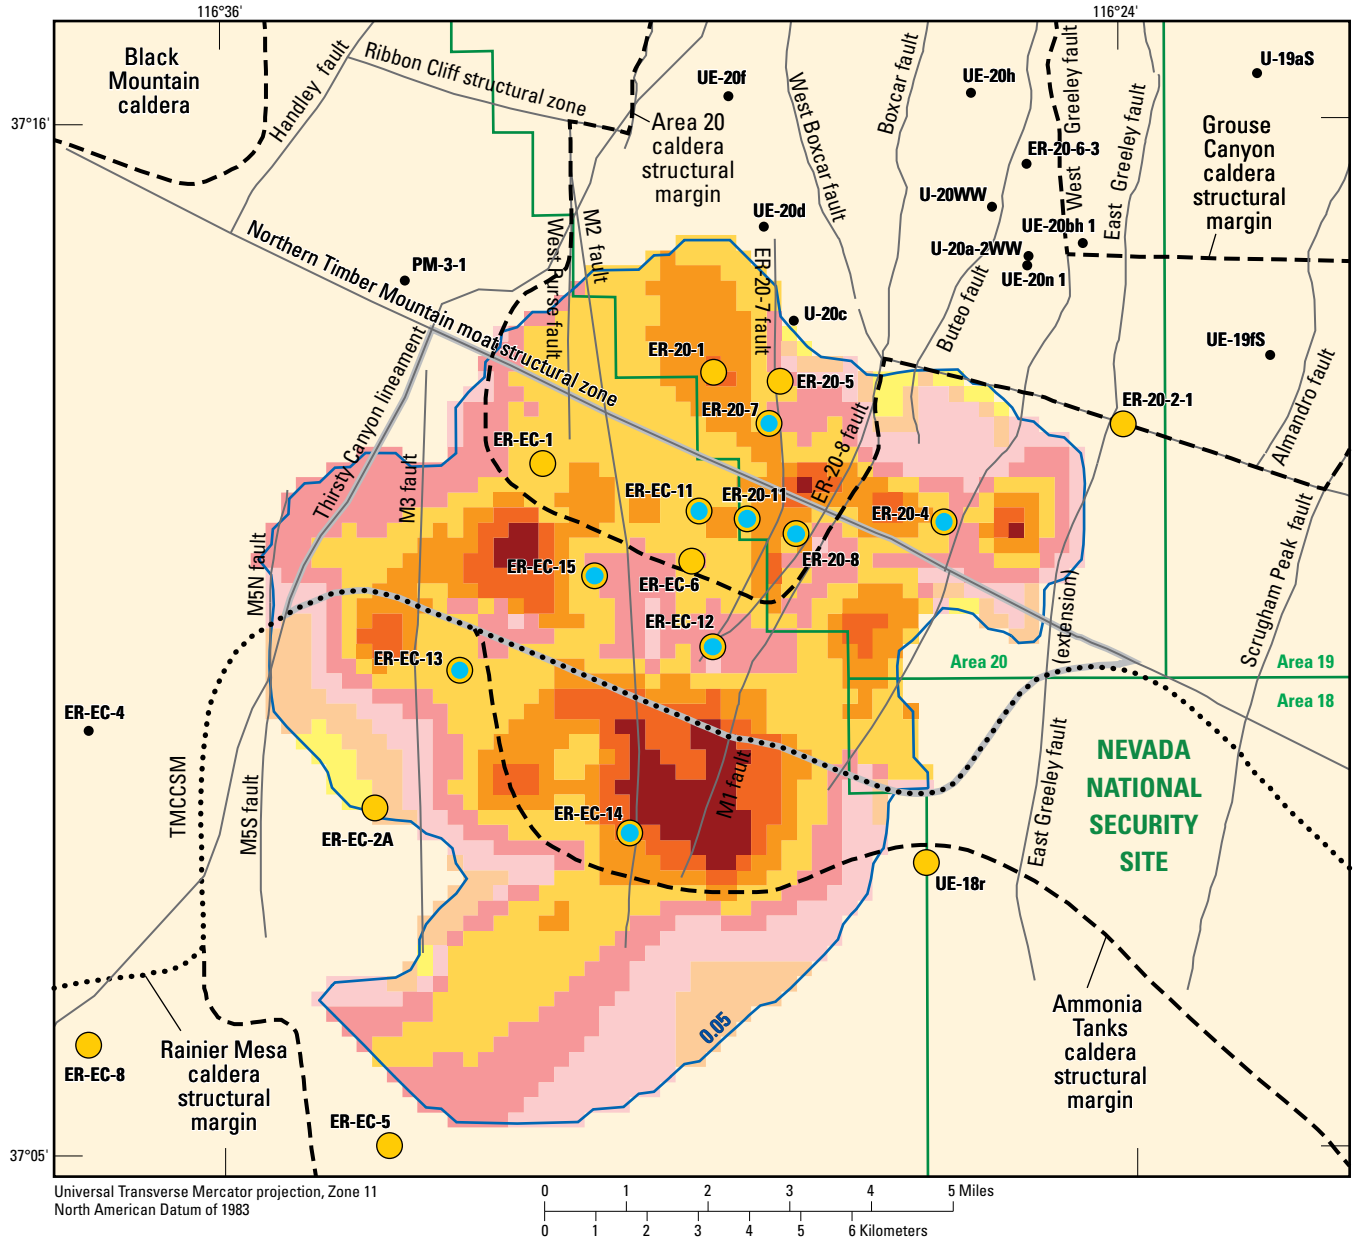 116°36'
116°24'
37°16'
37°05'
Black
Mountain
caldera
Handley fault
Ribbon Cliff structural zone
UE-20f
Area 20
caldera
structural
margin
West Boxcar fault
Boxcar fault
UE-20h
West Greeley fault
East Greeley fault
U-19aS
Grouse
Canyon
caldera
structural
margin
ER-20-6-3
U-20WW
UE-20bh 1
U-20a-2WW
UE-20n 1
UE-20d
Northern Timber Mountain moat structural zone
PM-3-1
West Purse fault
M2 fault
ER-20-7 fault
U-20c
Buteo fault
UE-19fS
Almandro fault
ER-20-1
ER-20-5
ER-20-7
ER-20-2-1
Thirsty Canyon lineament
ER-EC-1
M3 fault
ER-EC-11
ER-20-11
ER-20-8 fault
ER-20-4
Scrugham Peak fault
M5N fault
ER-EC-15
ER-EC-6
ER-20-8
ER-EC-12
(extension)
ER-EC-13
Area 20
Area 19
Area 18
ER-EC-4
TMCCSM
M5S fault
M1 fault
East Greeley fault
NEVADA
NATIONAL
SECURITY
SITE
ER-EC-14
ER-EC-2A
UE-18r
0.05
Ammonia
Tanks
caldera
structural
margin
Rainier Mesa
caldera
structural
margin
ER-EC-8
ER-EC-5
Universal Transverse Mercator projection, Zone 11
North American Datum of 1983
0 1 2 3 4 5 Miles
0 1 2 3 4 5 6 Kilometers